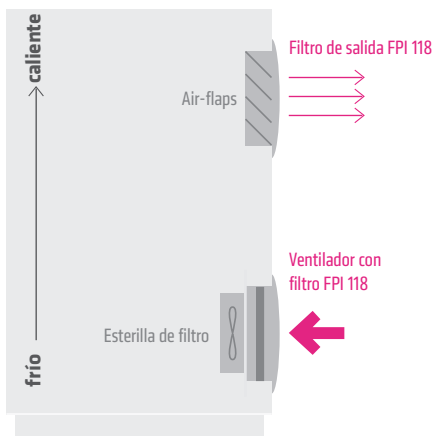 caliente
Filtro de salida FPI 118
Air-flaps
Ventilador con
filtro FPI 118
Esterilla de filtro
frío